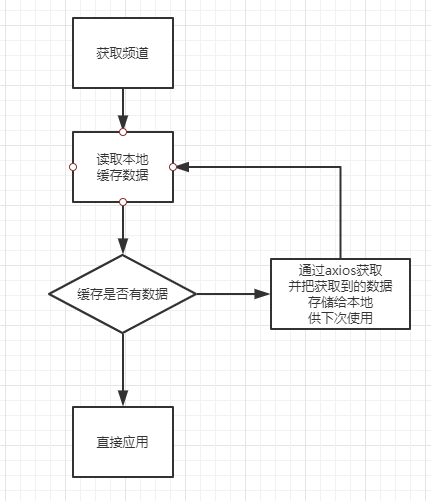 获取频道
读取本地
缓存数据
缓存是否有数据
通过axios获取
并把获取到的数据
存储给本地
供下次使用
直接应用